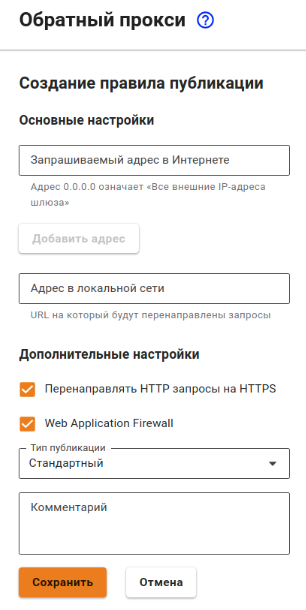 Обратный прокси ?
Создание правила публикации
Основные настройки
Запрашиваемый адрес в Интернете
Адрес 0.0.0.0 означает «Все внешние IP-адреса
шлюза»
Добавить адрес
Адрес в локальной сети
URL на который будут перенаправлены запросы
Дополнительные настройки
Перенаправлять HTTP запросы на HTTPS
Web Application Firewall
Тип публикации
Стандартный
Комментарий
Сохранить Отмена